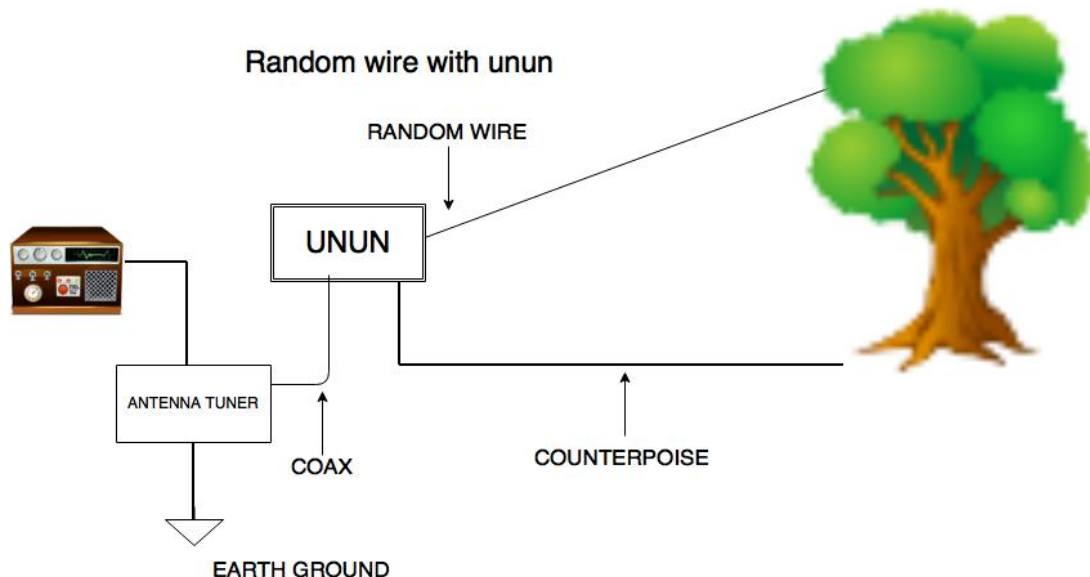 Random wire with unun
RANDOM WIRE
UNUN
ANTENNA TUNER
COAX
COUNTERPOISE
EARTH GROUND